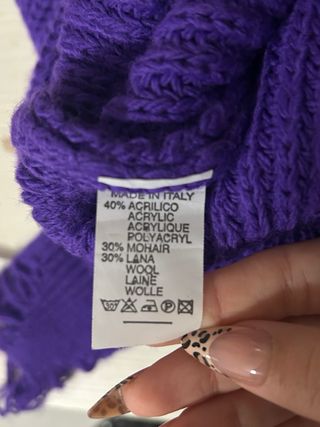 MADE IN ITALY
40% ACRILICO
ACRYLIC
ACRYLIQUE
POLYACRYL
30% MOHAIR
30% LANA
WOOL
LAINE
WOLLE